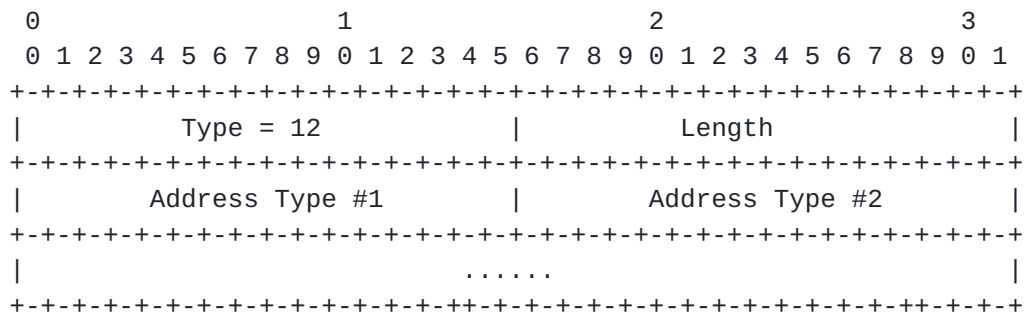 0                   1                   2                   3
 0 1 2 3 4 5 6 7 8 9 0 1 2 3 4 5 6 7 8 9 0 1 2 3 4 5 6 7 8 9 0 1
+-+-+-+-+-+-+-+-+-+-+-+-+-+-+-+-+-+-+-+-+-+-+-+-+-+-+-+-+-+-+-+-+
|          Type = 12            |          Length               |
+-+-+-+-+-+-+-+-+-+-+-+-+-+-+-+-+-+-+-+-+-+-+-+-+-+-+-+-+-+-+-+-+
|        Address Type #1        |        Address Type #2        |
+-+-+-+-+-+-+-+-+-+-+-+-+-+-+-+-+-+-+-+-+-+-+-+-+-+-+-+-+-+-+-+-+
|                            ......                             |
+-+-+-+-+-+-+-+-+-+-+-+-+-+-++-+-+-+-+-+-+-+-+-+-+-+-+-+-++-+-+-+